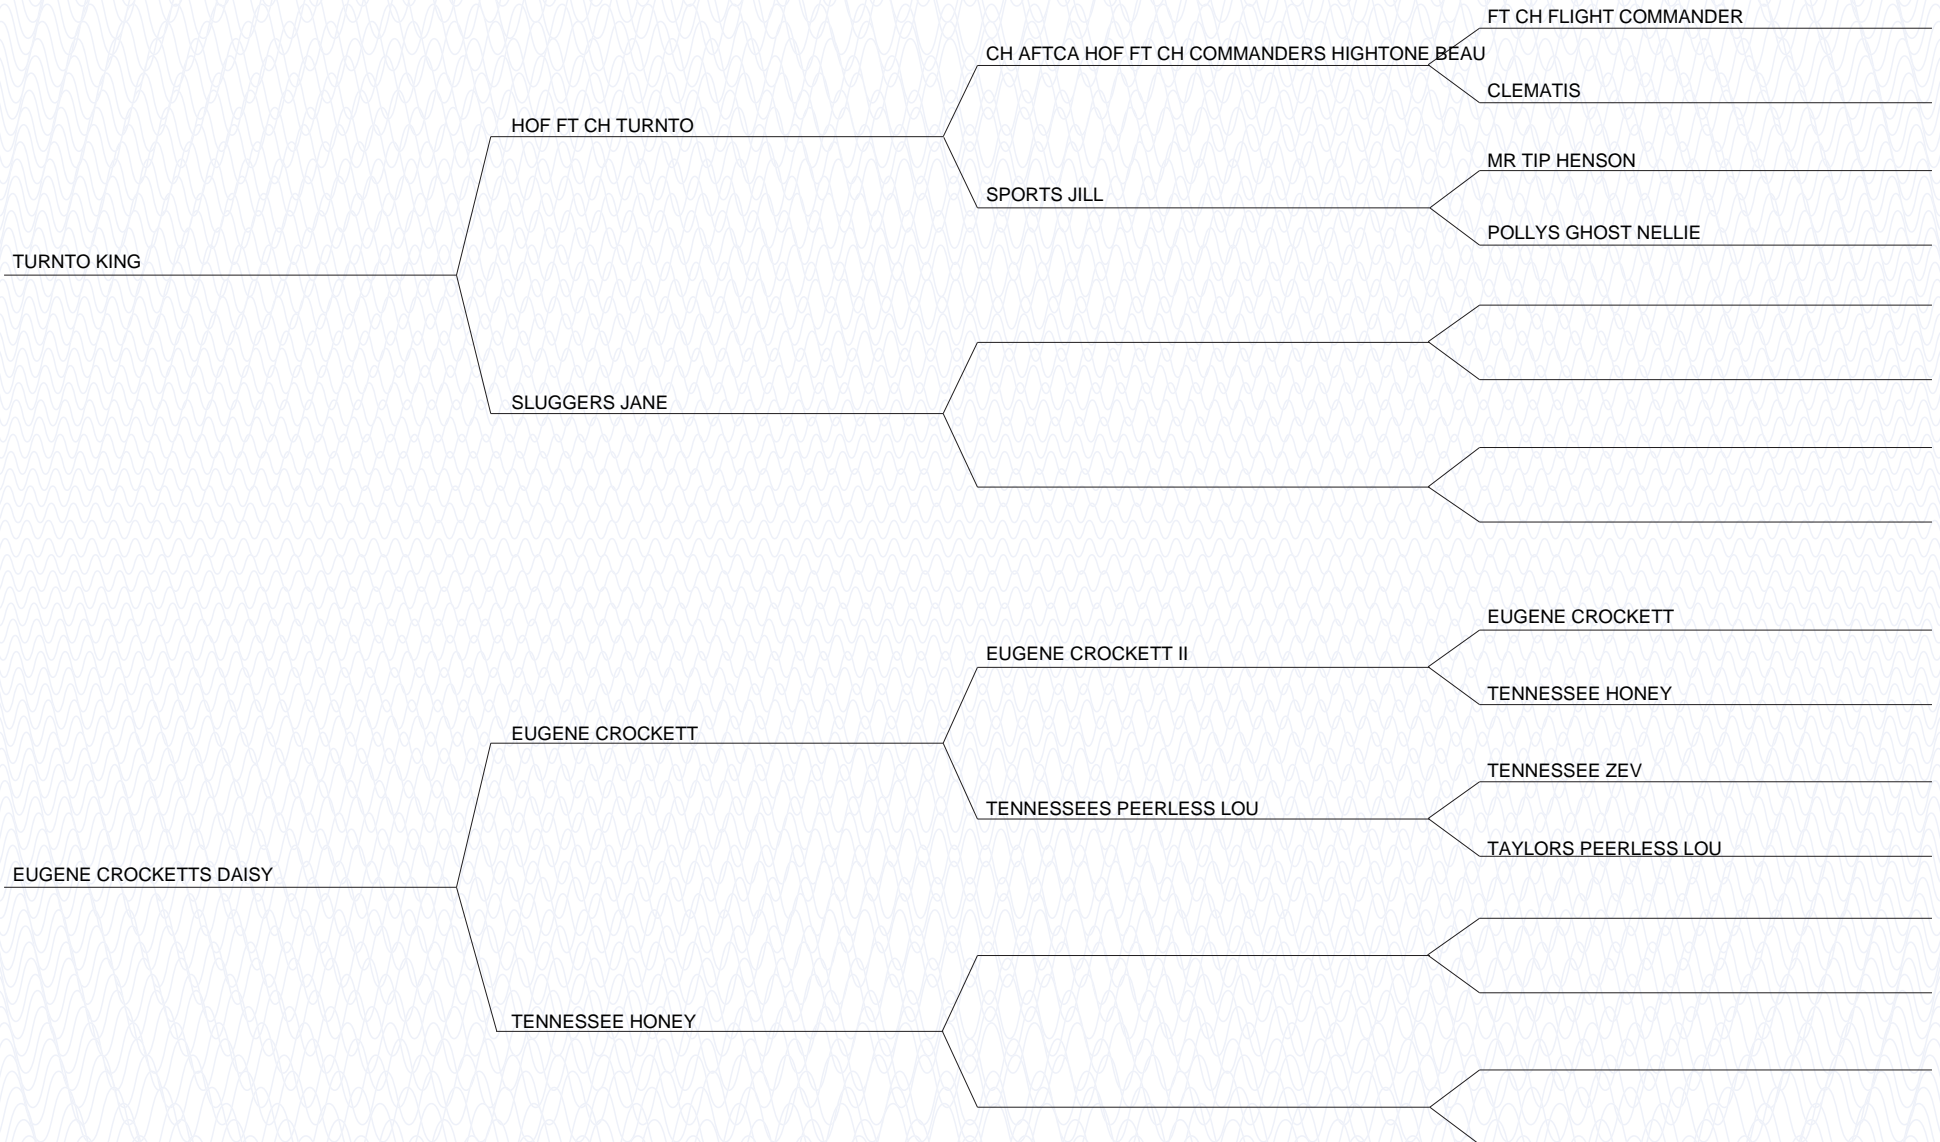 FT CH FLIGHT COMMANDER
CH AFTCA HOF FT CH COMMANDERS HIGHTONE BEAU
CLEMATIS
HOF FT CH TURNTO
MR TIP HENSON
SPORTS JILL
POLLYS GHOST NELLIE
TURNTO KING
SLUGGERS JANE
EUGENE CROCKETT
EUGENE CROCKETT II
TENNESSEE HONEY
EUGENE CROCKETT
TENNESSEE ZEV
TENNESSEES PEERLESS LOU
TAYLORS PEERLESS LOU
EUGENE CROCKETTS DAISY
TENNESSEE HONEY